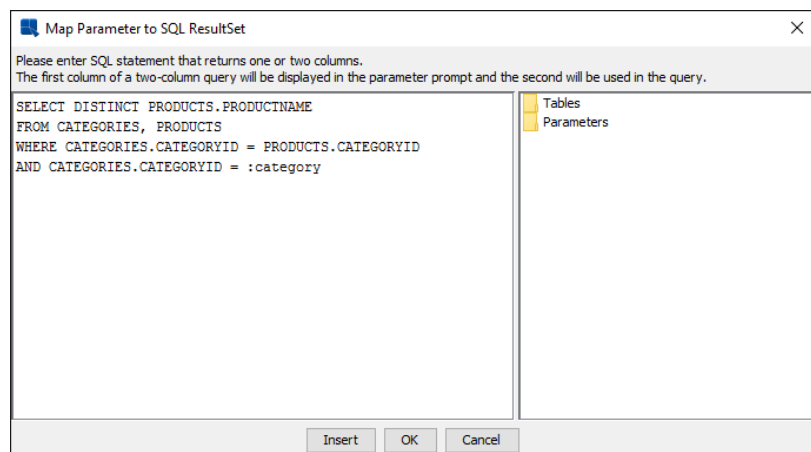 Map Parameter to SQL ResultSet
Please enter SQL statement that returns one or two columns.
The first column of a two-column query will be displayed in the parameter prompt and the second will be used in the query.
SELECT DISTINCT PRODUCTS.PRODUCTNAME
FROM CATEGORIES, PRODUCTS
WHERE CATEGORIES.CATEGORYID = PRODUCTS.CATEGORYID
AND CATEGORIES.CATEGORYID = :category
Tables
Parameters
Insert OK Cancel